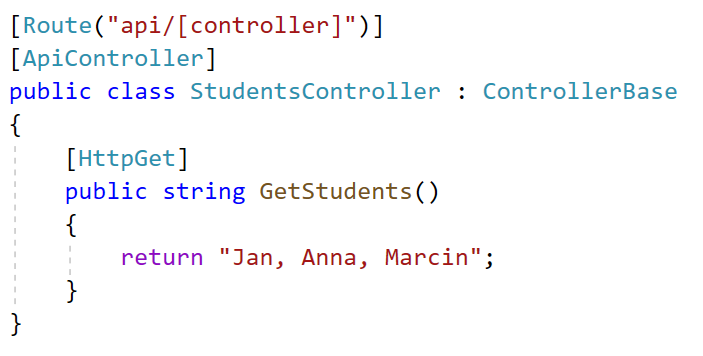 [Route("api/[controller]")]
[ApiController]
public class StudentsController : ControllerBase
{
    [HttpGet]
    public string GetStudents()
    {
        return "Jan, Anna, Marcin";
    }
}